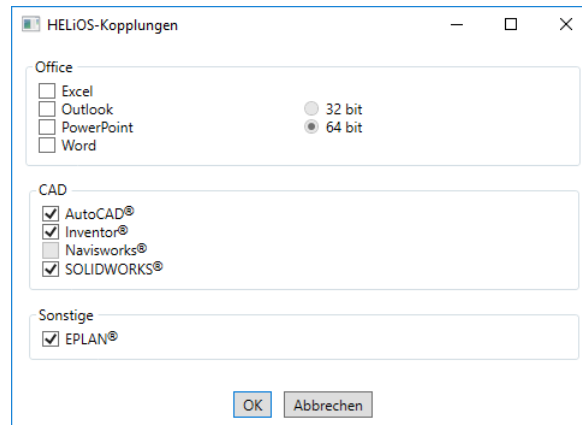 HELiOS-Kopplungen
Office
Excel
Outlook
32 bit
PowerPoint
64 bit
Word
CAD
AutoCAD®
Inventor®
Navisworks®
SOLIDWORKS®
Sonstige
EPLAN®
OK Abbrechen